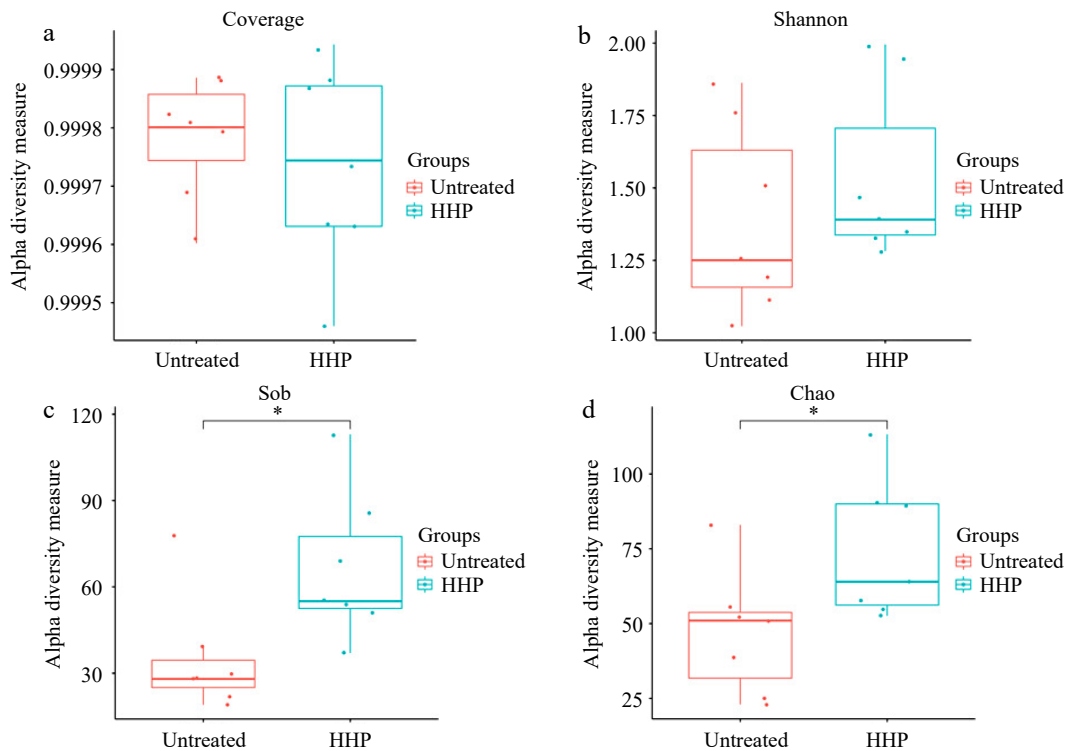 a
Coverage
Alpha diversity measure
0.9999
0.9998
0.9997
0.9996
0.9995
Untreated
HHP
Groups
Untreated
HHP
b
Shannon
Alpha diversity measure
2.00
1.75
1.50
1.25
1.00
Untreated
HHP
Groups
Untreated
HHP
c
Sob
*
Alpha diversity measure
120
90
60
30
Untreated
HHP
Groups
Untreated
HHP
d
Chao
*
Alpha diversity measure
100
75
50
25
Untreated
HHP
Groups
Untreated
HHP